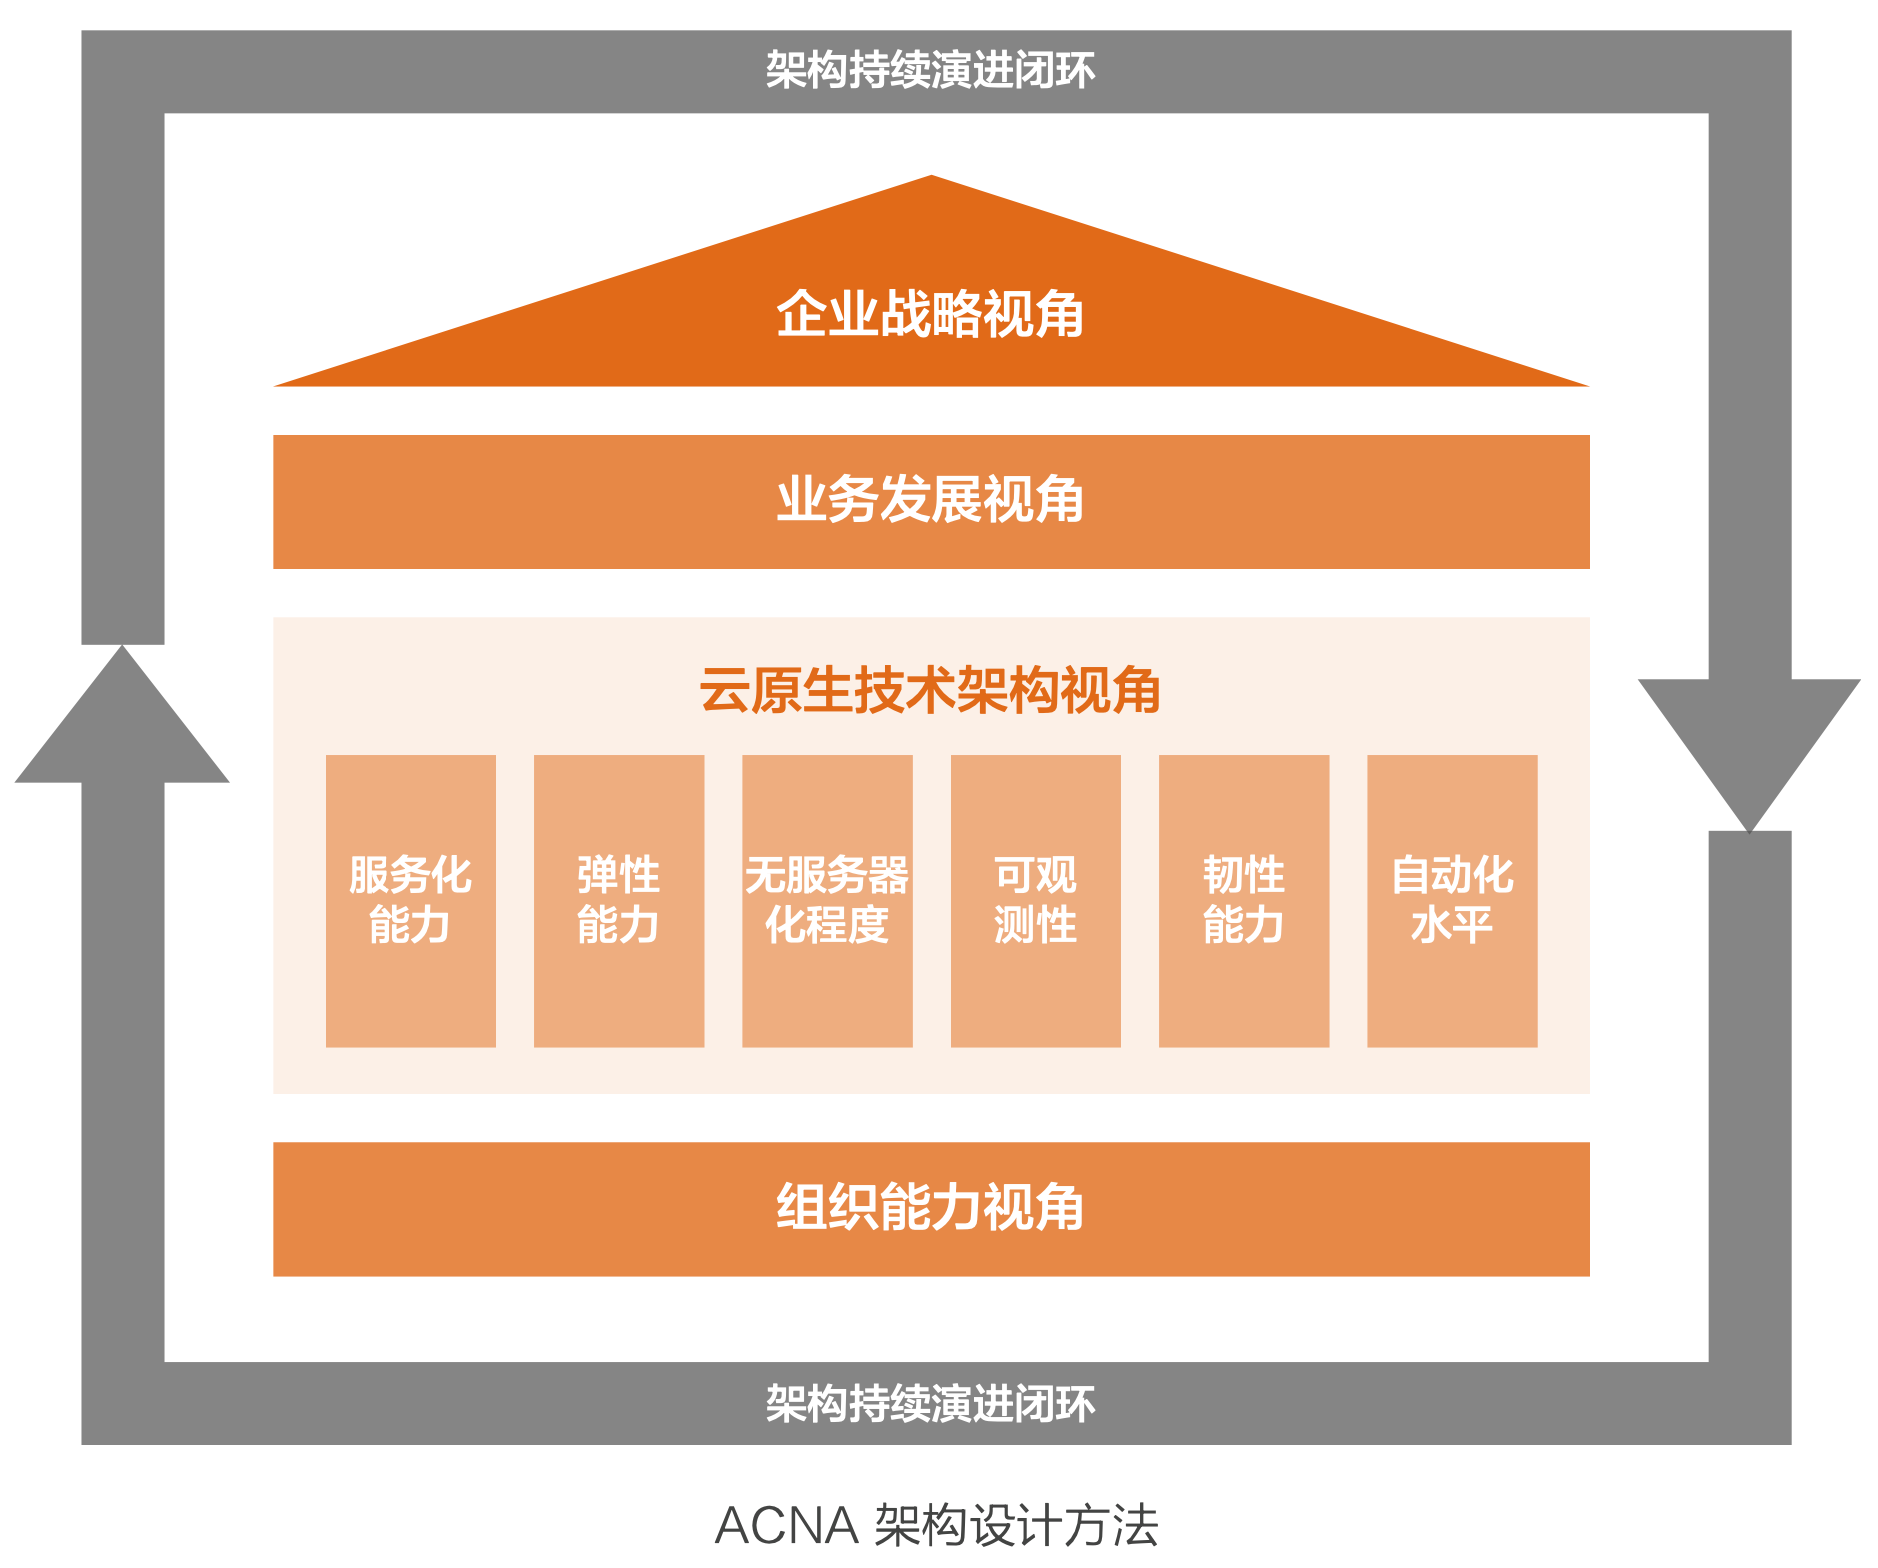 架构持续演进闭环
企业战略视角
业务发展视角
云原生技术架构视角
服务化
能力
弹性
能力
无服务器
化程度
可观
测性
韧性
能力
自动化
水平
组织能力视角
架构持续演进闭环
ACNA 架构设计方法